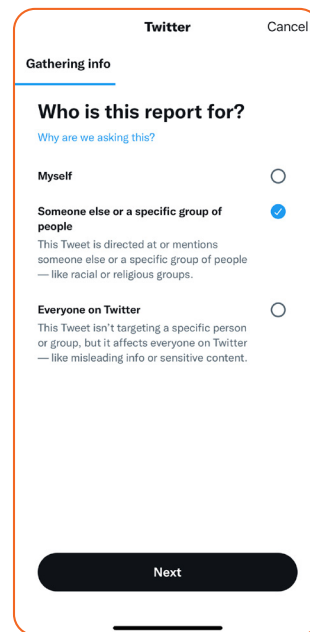 Twitter Cancel
Gathering info
Who is this report for?
Why are we asking this?
Myself
Someone else or a specific group of
people
This Tweet is directed at or mentions
someone else or a specific group of people
— like racial or religious groups.
Everyone on Twitter
This Tweet isn't targeting a specific person
or group, but it affects everyone on Twitter
— like misleading info or sensitive content.
Next